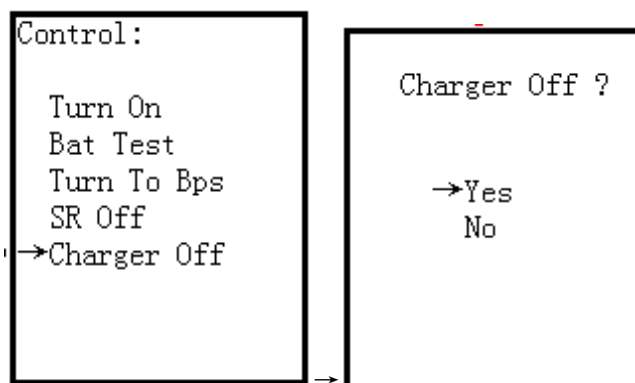 Control:
Turn On
Bat Test
Turn To Bps
SR Off
→Charger Off
→
Charger Off ?
→Yes
No